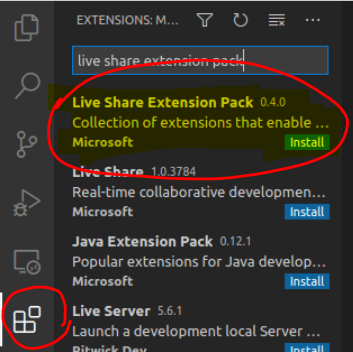 EXTENSIONS: M...
live share extension pack
Live Share Extension Pack 0.4.0
Collection of extensions that enable ...
Microsoft Install
Live Share 1.0.3784
Real-time collaborative developmen...
Microsoft Install
Java Extension Pack 0.12.1
Popular extensions for Java develop...
Microsoft Install
Live Server 5.6.1
Launch a development local Server ...
Ritwick Dey Install